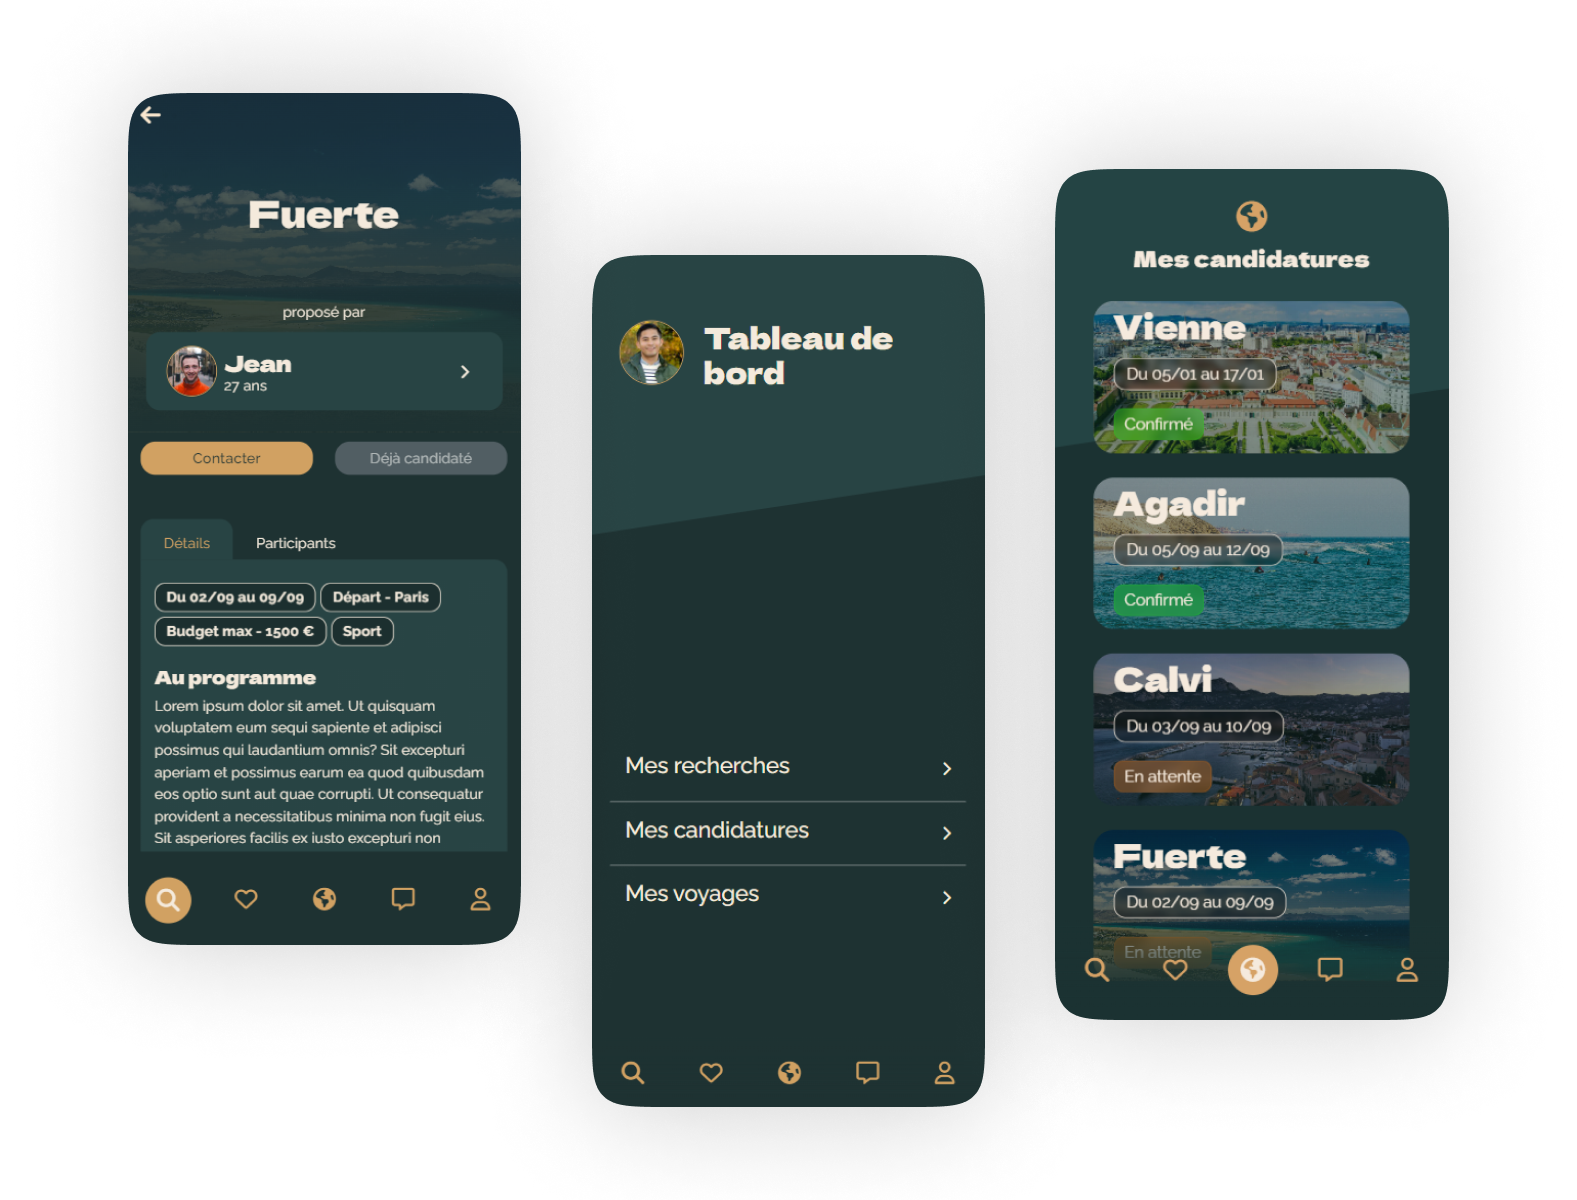 Fuerte
proposé par
Jean
27 ans
Contacter
Déjà candidaté
Détails
Participants
Du 02/09 au 09/09
Départ - Paris
Budget max - 1500 €
Sport
Au programme
Lorem ipsum dolor sit amet. Ut quisquam
voluptatem eum sequi sapiente et adipisci
possimus qui laudantium omnis? Sit excepturi
aperiam et possimus earum ea quod quibusdam
eos optio sunt aut quae corrupti. Ut consequatur
provident a necessitatibus minima non fugit eius.
Sit asperiores facilis ex iusto excepturi non
Tableau de
bord
Mes recherches
Mes candidatures
Mes voyages
Mes candidatures
Vienne
Du 05/01 au 17/01
Confirmé
Agadir
Du 05/09 au 12/09
Confirmé
Calvi
Du 03/09 au 10/09
En attente
Fuerte
Du 02/09 au 09/09
En attente